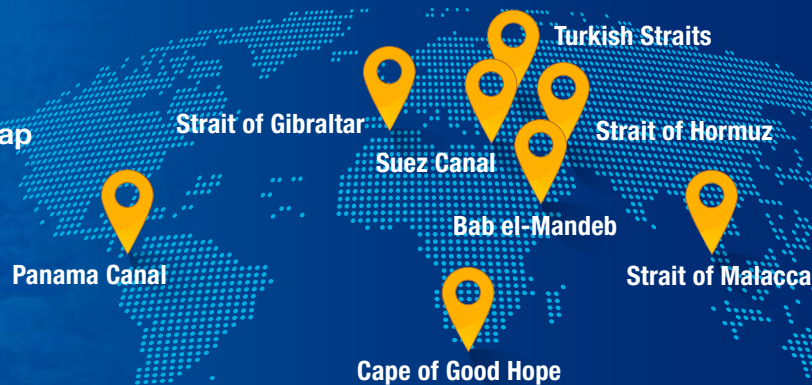 Turkish Straits
Strait of Gibraltar
Strait of Hormuz
ap
Suez Canal
Bab el-Mandeb
Panama Canal
Strait of Malacca
Cape of Good Hope